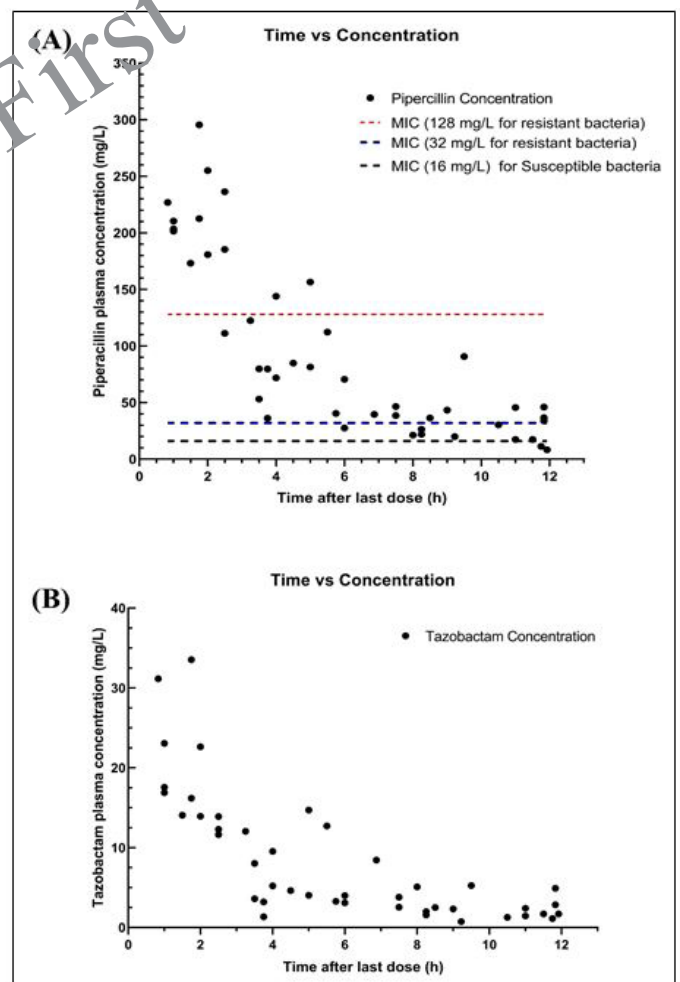 First
(A)
Time vs Concentration
Pipercillin Concentration
MIC (128 mg/L for resistant bacteria)
MIC (32 mg/L for resistant bacteria)
MIC (16 mg/L) for Susceptible bacteria
Piperacillin plasma concentration (mg/L)
350
300
250
200
150
100
50
0
0 2 4 6 8 10 12
Time after last dose (h)
(B)
Time vs Concentration
Tazobactam Concentration
Tazobactam plasma concentration (mg/L)
40
30
20
10
0
0 2 4 6 8 10 12
Time after last dose (h)